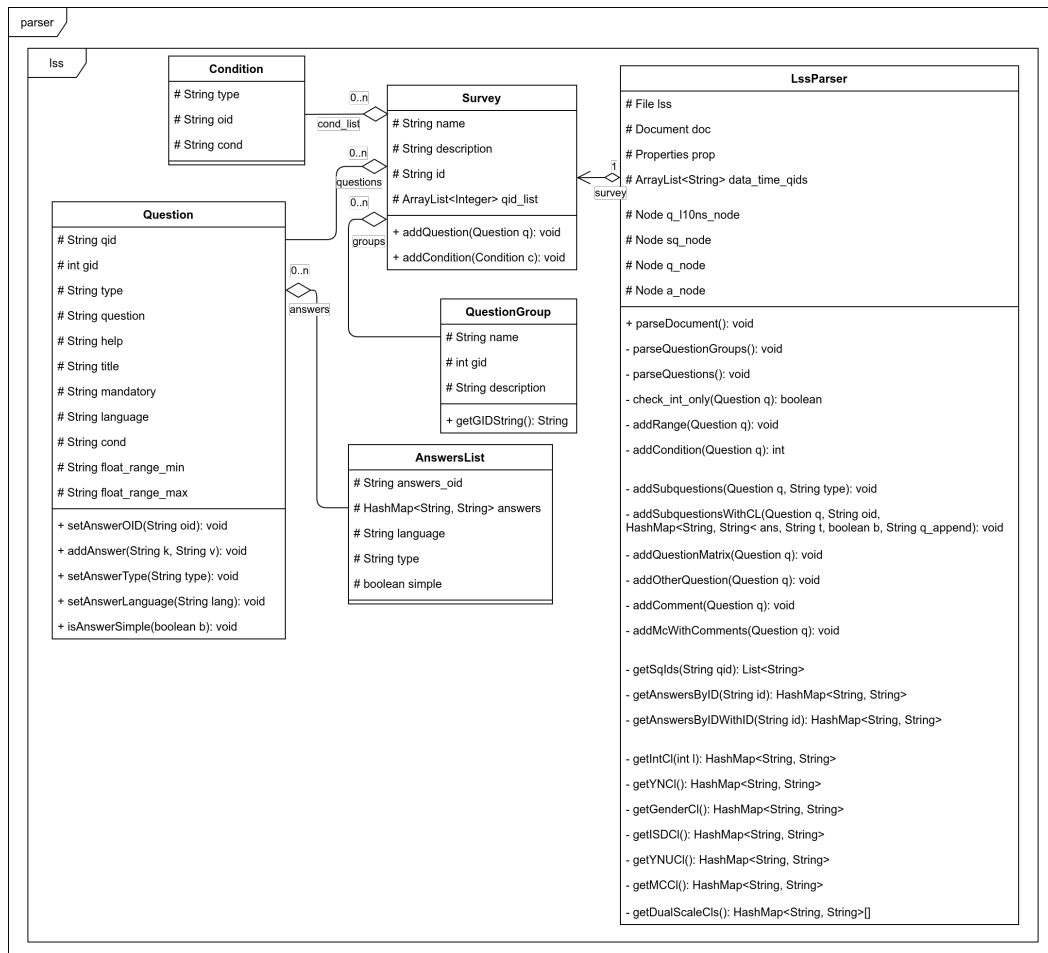 parser
lss
Condition
# String type
# String oid
# String cond
0..n
cond_list
0..n
questions
0..n
groups
Survey
# String name
# String description
# String id
# ArrayList<Integer> qid_list
+ addQuestion(Question q): void
+ addCondition(Condition c): void
1
survey
Question
# String qid
# int gid
# String type
# String question
# String help
# String title
# String mandatory
# String language
# String cond
# String float_range_min
# String float_range_max
+ setAnswerOID(String oid): void
+ addAnswer(String k, String v): void
+ setAnswerType(String type): void
+ setAnswerLanguage(String lang): void
+ isAnswerSimple(boolean b): void
0..n
answers
QuestionGroup
# String name
# int gid
# String description
+ getGIDString(): String
AnswersList
# String answers_oid
# HashMap<String, String> answers
# String language
# String type
# boolean simple
LssParser
# File lss
# Document doc
# Properties prop
# ArrayList<String> data_time_qids
# Node q_l10ns_node
# Node sq_node
# Node q_node
# Node a_node
+ parseDocument(): void
- parseQuestionGroups(): void
- parseQuestions(): void
- check_int_only(Question q): boolean
- addRange(Question q): void
- addCondition(Question q): int
- addSubquestions(Question q, String type): void
- addSubquestionsWithCL(Question q, String oid,
HashMap<String, String< ans, String t, boolean b, String q_append): void
- addQuestionMatrix(Question q): void
- addOtherQuestion(Question q): void
- addComment(Question q): void
- addMcWithComments(Question q): void
- getSqIds(String qid): List<String>
- getAnswersByID(String id): HashMap<String, String>
- getAnswersByIDWithID(String id): HashMap<String, String>
- getIntCl(int l): HashMap<String, String>
- getYNCl(): HashMap<String, String>
- getGenderCl(): HashMap<String, String>
- getISDCl(): HashMap<String, String>
- getYNUCl(): HashMap<String, String>
- getMCCl(): HashMap<String, String>
- getDualScaleCls(): HashMap<String, String>[]